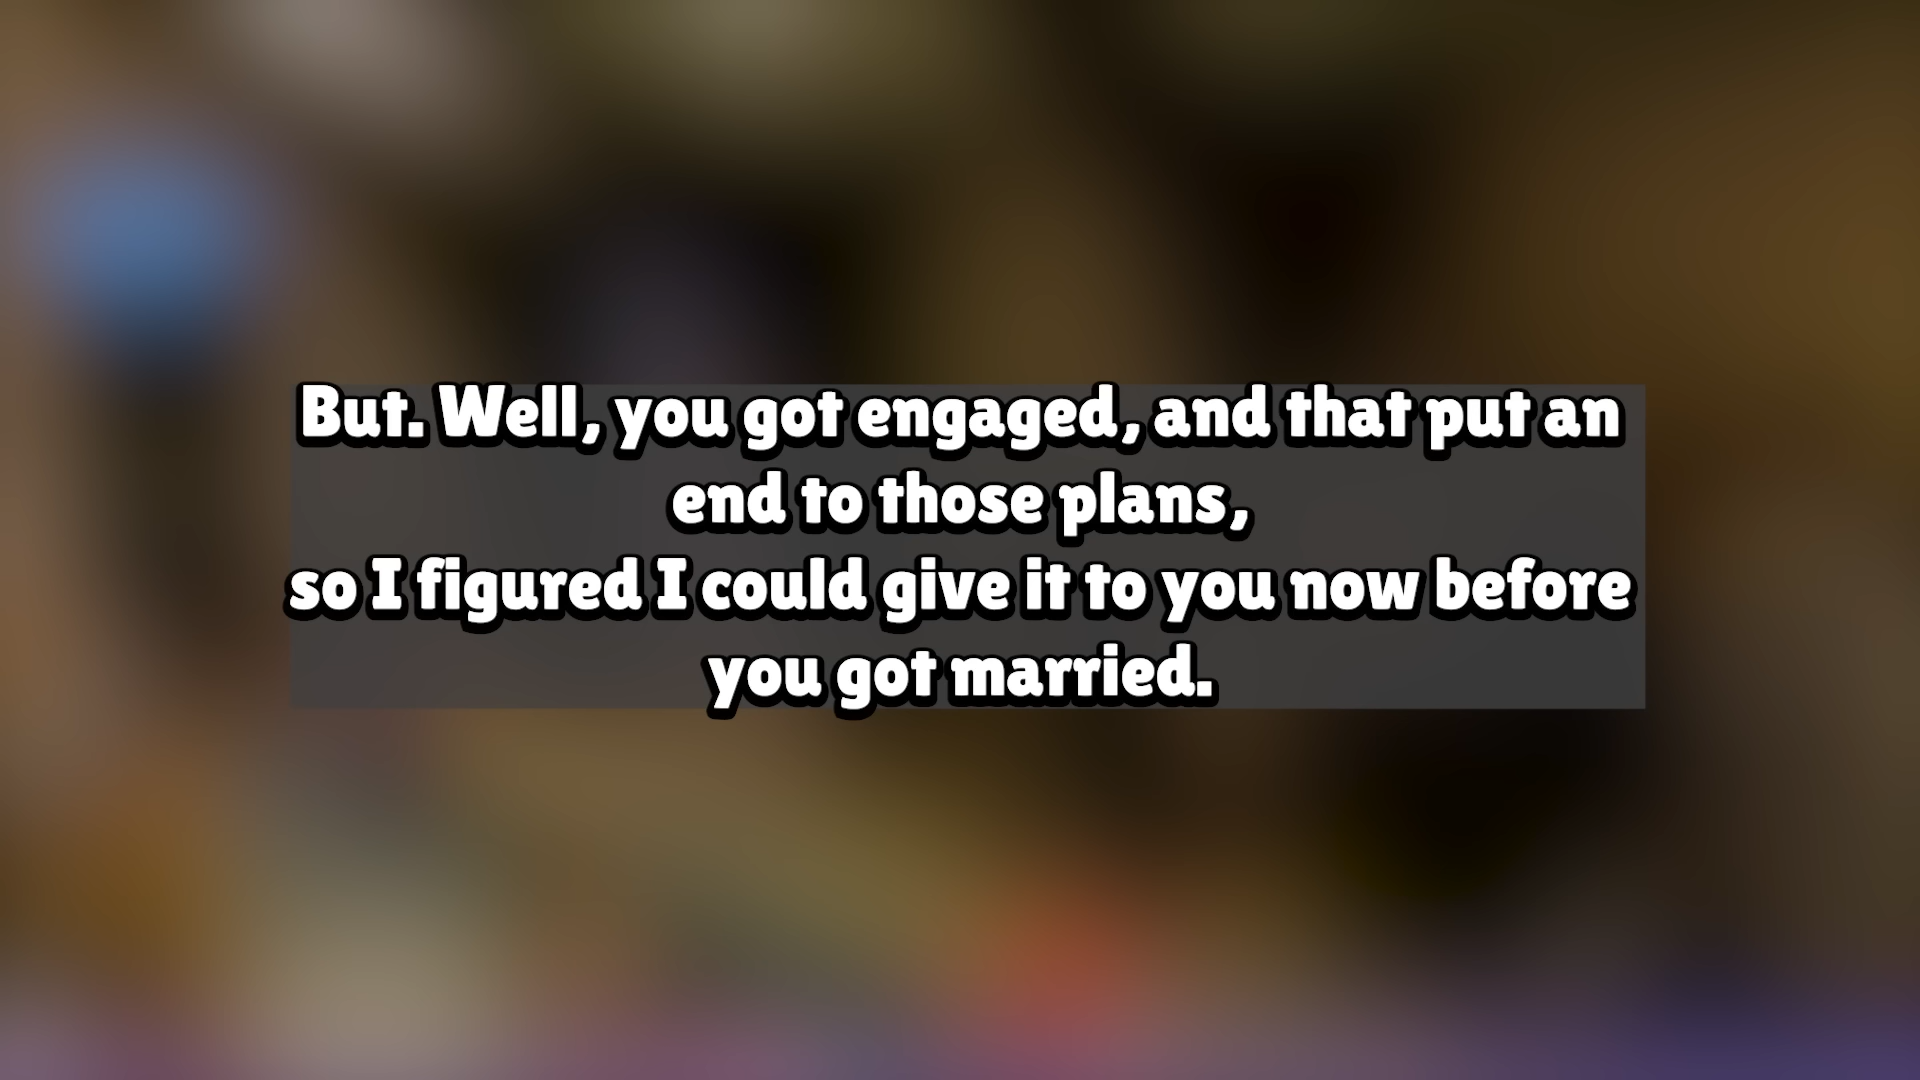 But. Well, you got engaged, and that put an
end to those plans,
so I figured I could give it to you now before
you got married.